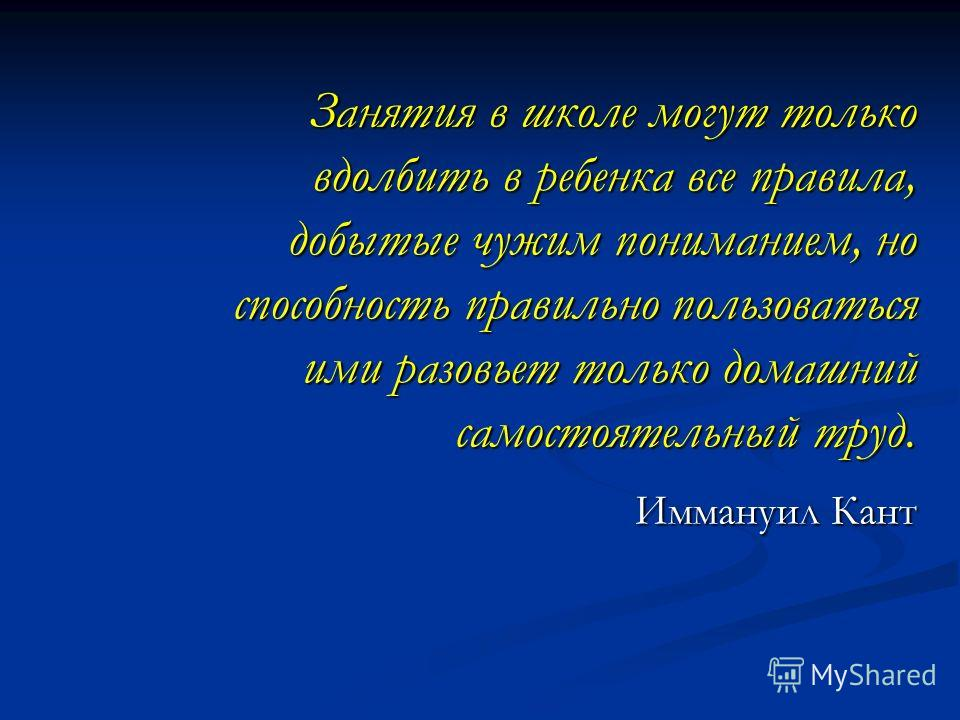 Занятия в школе могут только
вдолбить в ребенка все правила,
добытые чужим пониманием, но
способность правильно пользоваться
ими разовьет только домашний
самостоятельный труд.
Иммануил Кант
MyShared